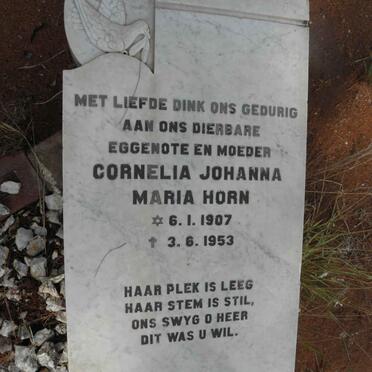 MET LIEFDE DINK ONS GEDURIG
AAN ONS DIERBARE
EGGENOTE EN MOEDER
CORNELIA JOHANNA
MARIA HORN
✡ 6.1.1907
✝ 3.6.1953
HAAR PLEK IS LEEG
HAAR STEM IS STIL,
ONS SWYG O HEER
DIT WAS U WIL.